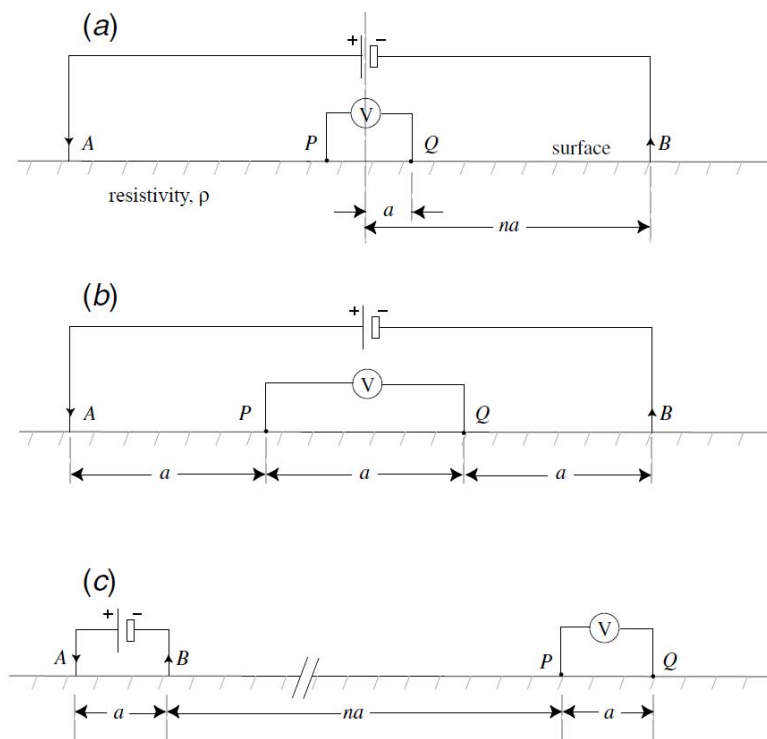 (a)
+ -
V
A P Q surface B
resistivity, ρ
a
na
(b)
+ -
V
A P Q B
a a a
(c)
+ -
V
A B P Q
a na a